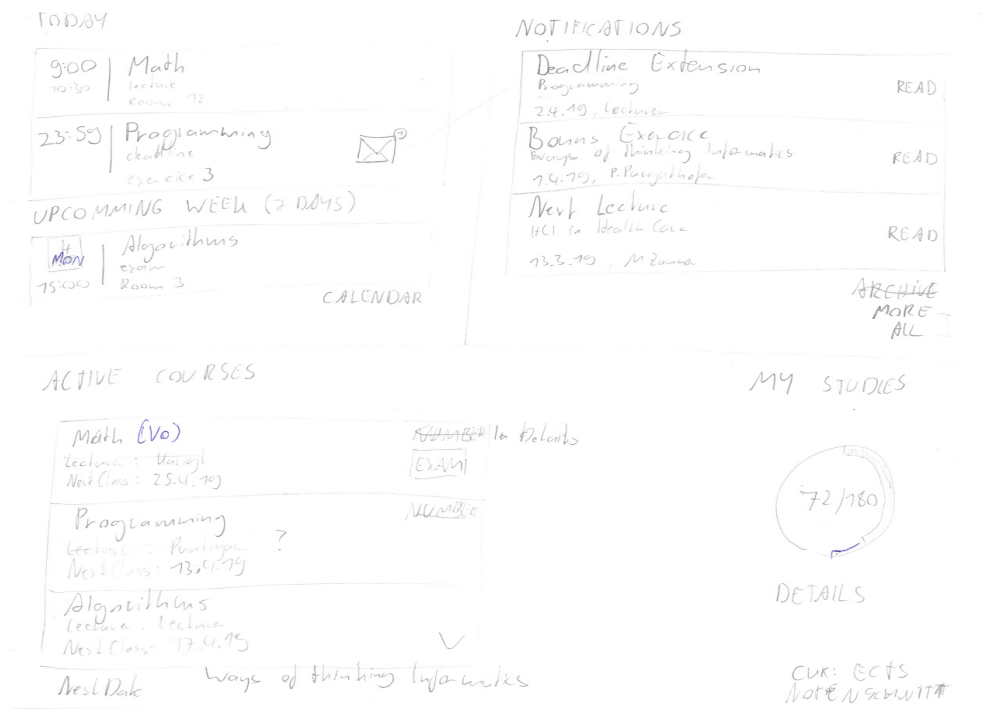 TODAY
9:00 Math
10:30 lecture
Room 12
23:59 Programming
deadline
exercice 3
UPCOMMING WEEK (7 DAYS)
MON Algorithms
exam
15:00 Room 3
CALENDAR
NOTIFICATIONS
Deadline Extension
Programming
READ
2.4.19, Lecturer
Bonus Exercice
ways of thinking Informatics
READ
1.4.19, P. Purgathofer
Next Lecture
HCI in Health Care
READ
13.3.19, M
ARCHIVE
MORE
ALL
ACTIVE COURSES
Math (VO)
NUMBER In Details
Lecture:
EXAM
Next Class: 25.4.19
Programming
NUMBER
Lecture:
?
Next Class: 13.4.19
Algorithms
Lecture: Lecture
Next Class: 17.4.19
Next Date
Ways of thinking Informatics
MY STUDIES
72/180
DETAILS
CUR: ECTS
NOTENSCHNITT